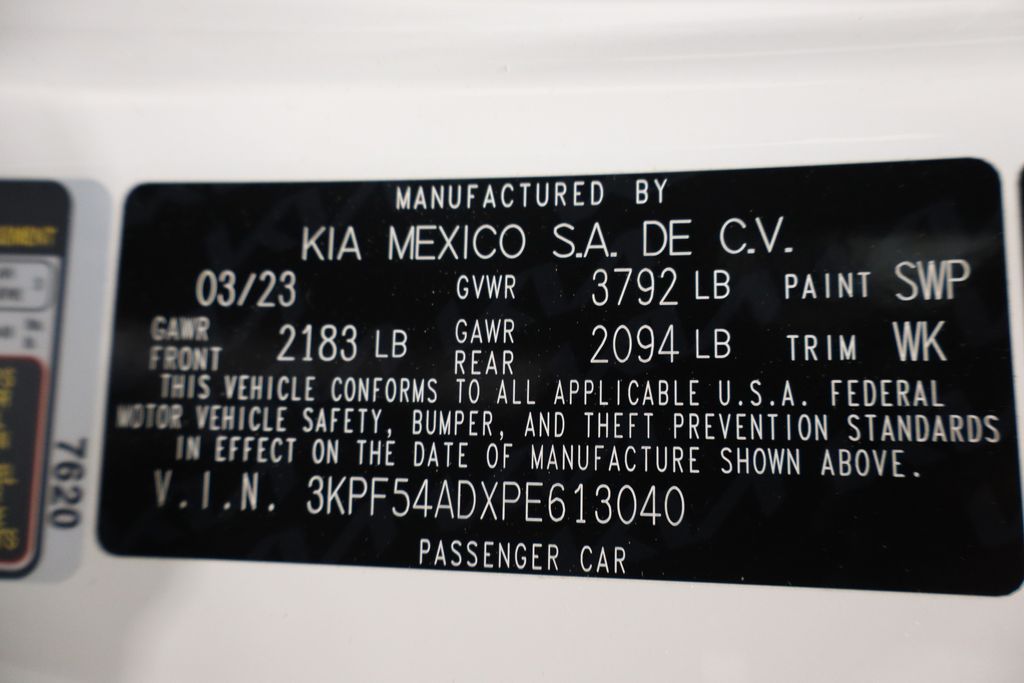 MANUFACTURED BY
KIA MEXICO S.A. DE C.V.
03/23 GVWR 3792 LB PAINT SWP
GAWR FRONT 2183 LB GAWR REAR 2094 LB TRIM WK
THIS VEHICLE CONFORMS TO ALL APPLICABLE U.S.A. FEDERAL
MOTOR VEHICLE SAFETY, BUMPER, AND THEFT PREVENTION STANDARDS
IN EFFECT ON THE DATE OF MANUFACTURE SHOWN ABOVE.
V.I.N. 3KPF54ADXPE613040
PASSENGER CAR
7620